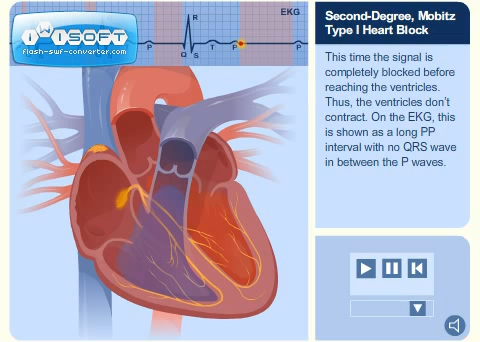 iWiSOFT
flash-swf-converter.com
EKG
R
P
Q
S
T
P
P
Second-Degree, Mobitz
Type I Heart Block
This time the signal is
completely blocked before
reaching the ventricles.
Thus, the ventricles don't
contract. On the EKG, this
is shown as a long PP
interval with no QRS wave
in between the P waves.